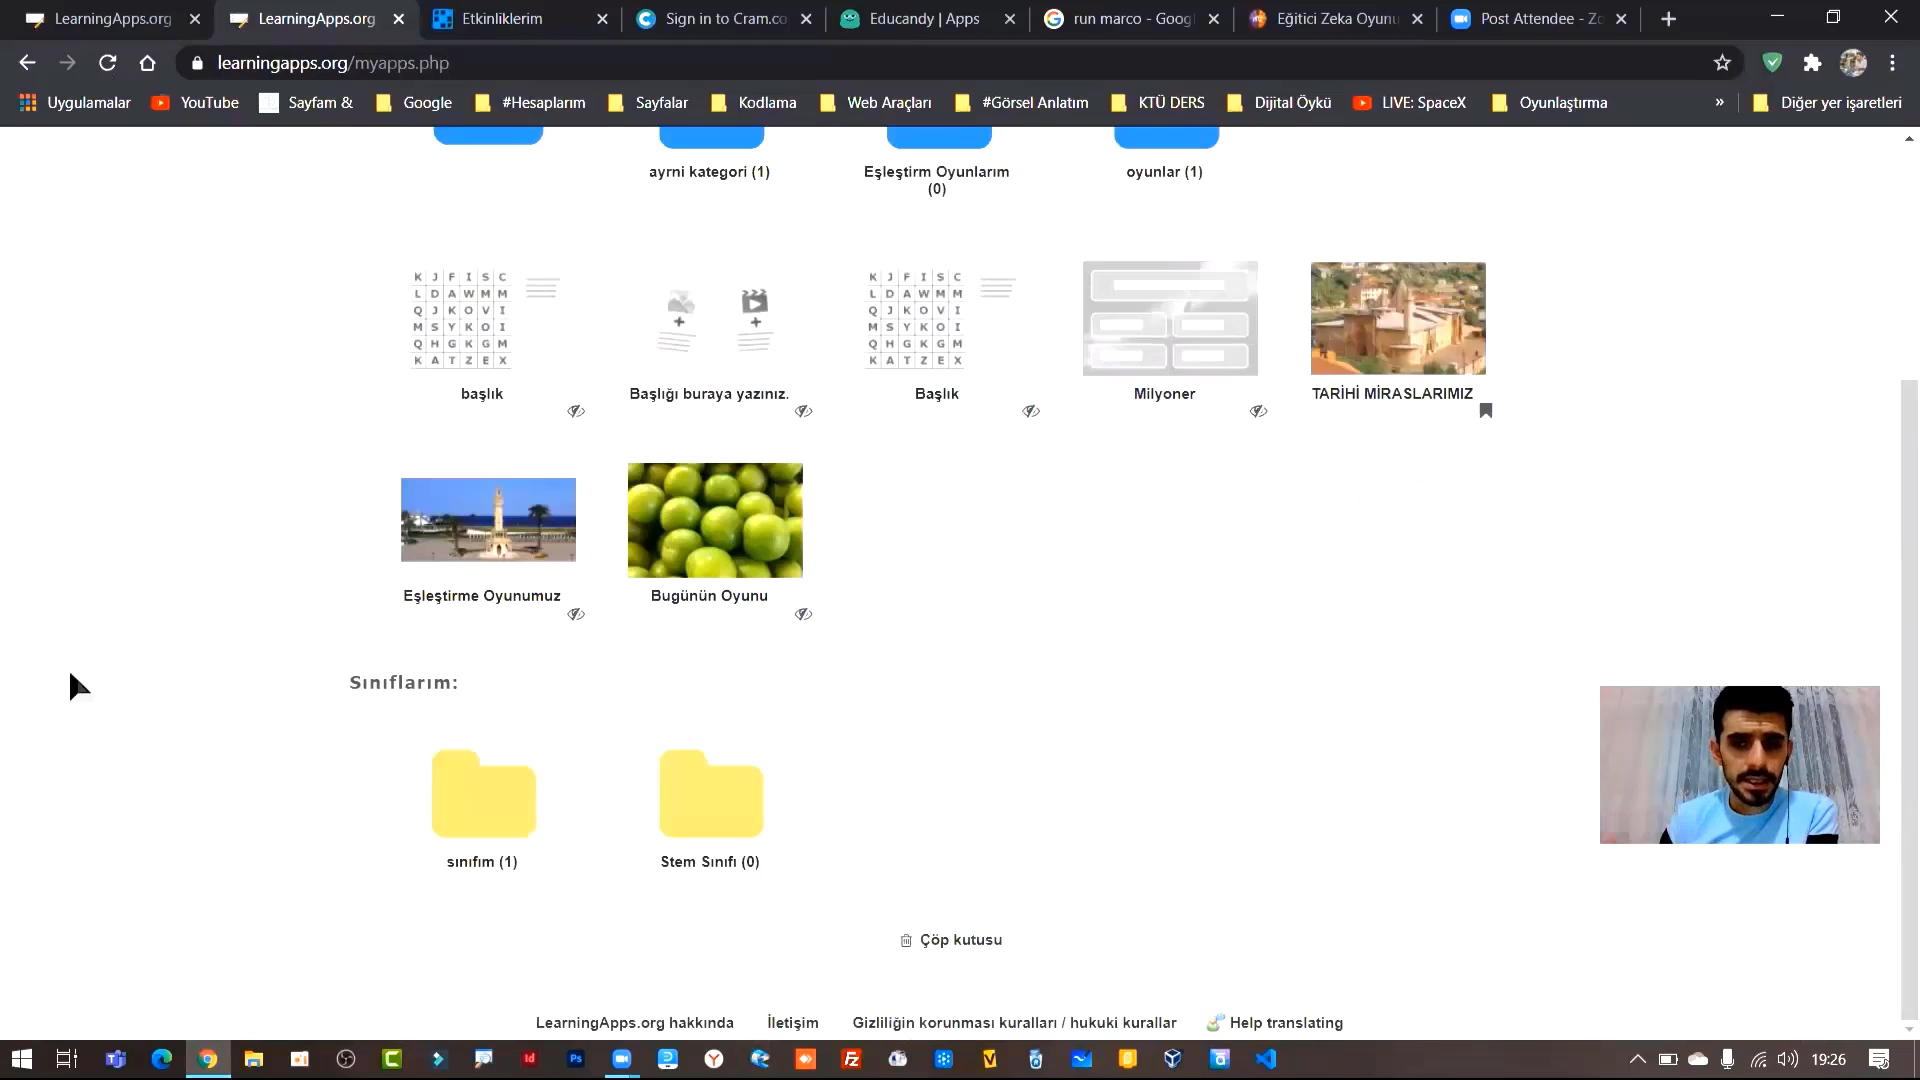 LearningApps.org
LearningApps.org
Etkinliklerim
Sign in to Cram.co
Educandy | Apps
run marco - Googl
Eğitici Zeka Oyunu
Post Attendee - Zo
learningapps.org/myapps.php
Uygulamalar
YouTube
Sayfam &
Google
#Hesaplarım
Sayfalar
Kodlama
Web Araçları
#Görsel Anlatım
KTÜ DERS
Dijital Öykü
LIVE: SpaceX
Oyunlaştırma
»
Diğer yer işaretleri
ayrni kategori (1)
Eşleştirm Oyunlarım
(0)
oyunlar (1)
K J F I S C
L D A W M M
Q J K O V I
M S Y K O I
Q H G K G M
K A T Z E X
K J F I S C
L D A W M M
Q J K O V I
M S Y K O I
Q H G K G M
K A T Z E X
başlık
Başlığı buraya yazınız.
Başlık
Milyoner
TARİHİ MİRASLARIMIZ
Eşleştirme Oyunumuz
Bugünün Oyunu
Sınıflarım:
sınıfım (1)
Stem Sınıfı (0)
Çöp kutusu
LearningApps.org hakkında
İletişim
Gizliliğin korunması kuralları / hukuki kurallar
Help translating
Id
Ps
19:26